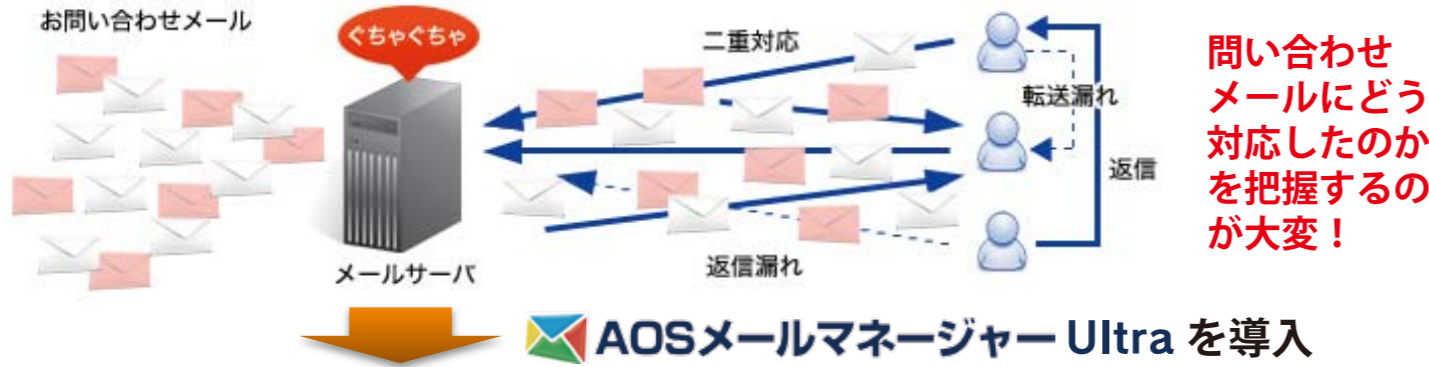 お問い合わせメール
ぐちゃぐちゃ
メールサーバ
二重対応
転送漏れ
返信
返信漏れ
問い合わせ
メールにどう
対応したのか
を把握するの
が大変！
AOSメールマネージャー Ultra を導入